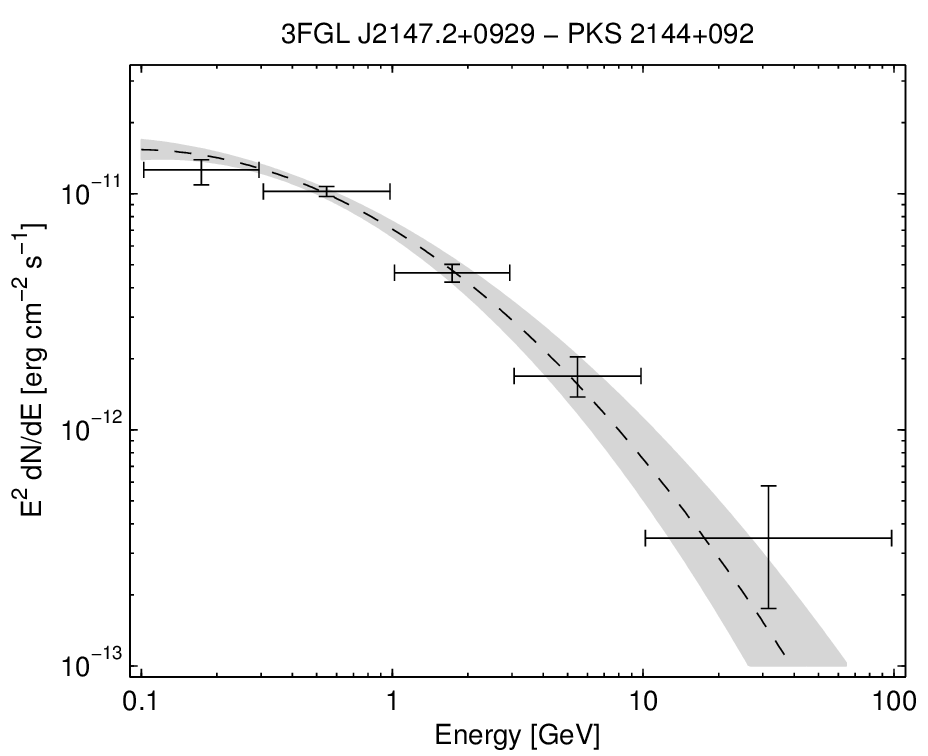 3FGL J2147.2+0929 − PKS 2144+092
E² dN/dE [erg cm⁻² s⁻¹]
10⁻¹¹
10⁻¹²
10⁻¹³
0.1 1 10 100
Energy [GeV]